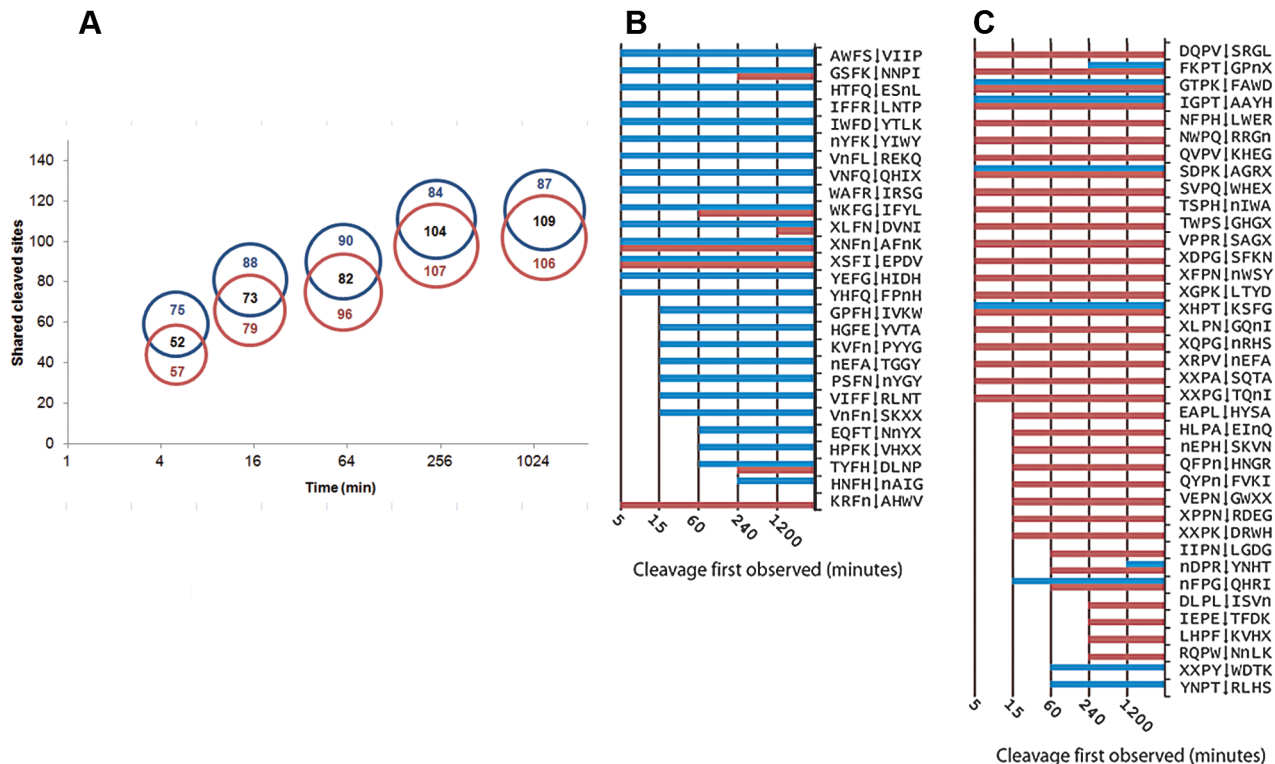 A
B
C
Shared cleaved sites
140
120
100
80
60
40
20
0
1
4
16
64
256
1024
Time (min)
75
52
57
88
73
79
90
82
96
84
104
107
87
109
106
AWFS↓VIIP
GSFK↓NNPI
HTFQ↓ESnL
IFFR↓LNTP
IWFD↓YTLK
nYFK↓YIWY
VnFL↓REKQ
VNFQ↓QHIX
WAFR↓IRSG
WKFG↓IFYL
XLFN↓DVNI
XNFn↓AFnK
XSFI↓EPDV
YEFG↓HIDH
YHFQ↓FPnH
GPFH↓IVKW
HGFE↓YVTA
KVFn↓PYYG
nEFA↓TGGY
PSFN↓nYGY
VIFF↓RLNT
VnFn↓SKXX
EQFT↓NnYX
HPFK↓VHXX
TYFH↓DLNP
HNFH↓nAIG
KRFn↓AHWV
5
15
60
240
1200
Cleavage first observed (minutes)
DQPV↓SRGL
FKPT↓GPnX
GTPK↓FAWD
IGPT↓AAYH
NFPH↓LWER
NWPQ↓RRGn
QVPV↓KHEG
SDPK↓AGRX
SVPQ↓WHEX
TSPH↓nIWA
TWPS↓GHGX
VPPR↓SAGX
XDPG↓SFKN
XFPN↓nWSY
XGPK↓LTYD
XHPT↓KSFG
XLPN↓GQnI
XQPG↓nRHS
XRPV↓nEFA
XXPA↓SQTA
XXPG↓TQnI
EAPL↓HYSA
HLPA↓EInQ
nEPH↓SKVN
QFPn↓HNGR
QYPn↓FVKI
VEPN↓GWXX
XPPN↓RDEG
XXPK↓DRWH
IIPN↓LGDG
nDPR↓YNHT
nFPG↓QHRI
DLPL↓ISVn
IEPE↓TFDK
LHPF↓KVHX
RQPW↓NnLK
XXPY↓WDTK
YNPT↓RLHS
5
15
60
240
1200
Cleavage first observed (minutes)